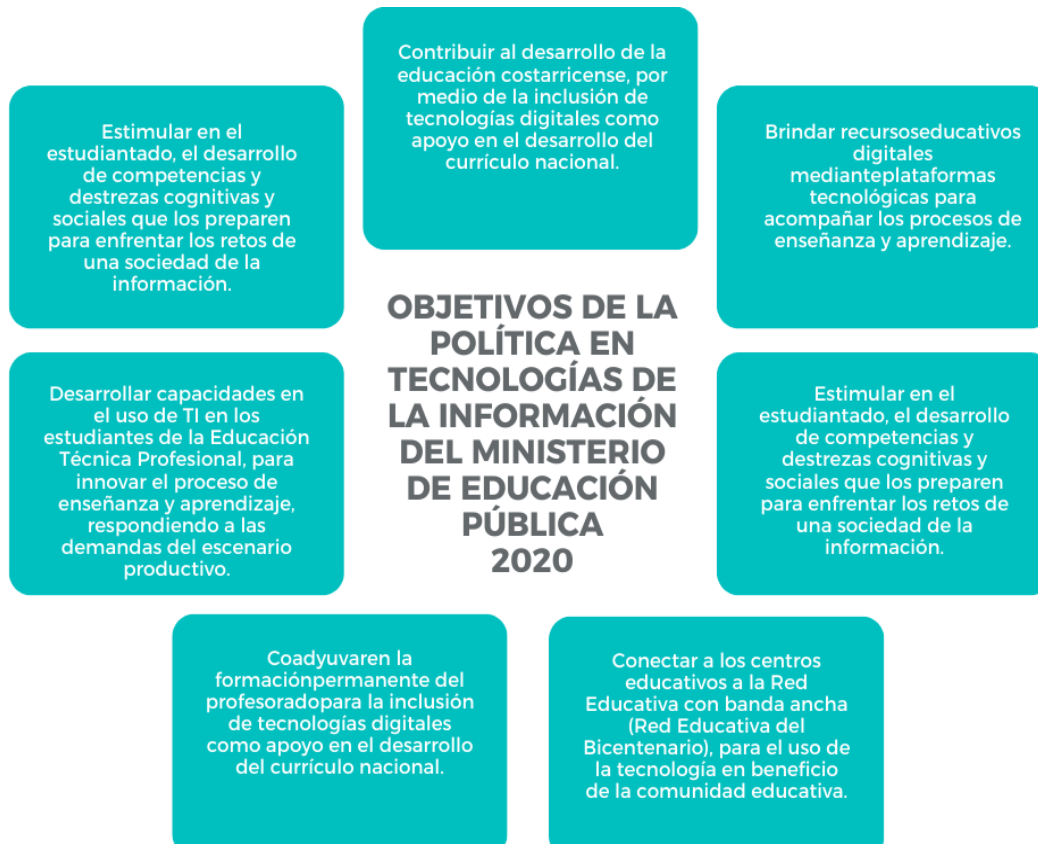 Contribuir al desarrollo de la
educación costarricense, por
medio de la inclusión de
tecnologías digitales como
apoyo en el desarrollo del
currículo nacional.
Estimular en el
estudiantado, el desarrollo
de competencias y
destrezas cognitivas y
sociales que los preparen
para enfrentar los retos de
una sociedad de la
información.
Brindar recursoseducativos
digitales
medianteplataformas
tecnológicas para
acompañar los procesos de
enseñanza y aprendizaje.
OBJETIVOS DE LA
POLÍTICA EN
TECNOLOGÍAS DE
LA INFORMACIÓN
DEL MINISTERIO
DE EDUCACIÓN
PÚBLICA
2020
Desarrollar capacidades en
el uso de TI en los
estudiantes de la Educación
Técnica Profesional, para
innovar el proceso de
enseñanza y aprendizaje,
respondiendo a las
demandas del escenario
productivo.
Estimular en el
estudiantado, el desarrollo
de competencias y
destrezas cognitivas y
sociales que los preparen
para enfrentar los retos de
una sociedad de la
información.
Coadyuvaren la
formaciónpermanente del
profesoradopara la inclusión
de tecnologías digitales
como apoyo en el desarrollo
del currículo nacional.
Conectar a los centros
educativos a la Red
Educativa con banda ancha
(Red Educativa del
Bicentenario), para el uso de
la tecnología en beneficio
de la comunidad educativa.